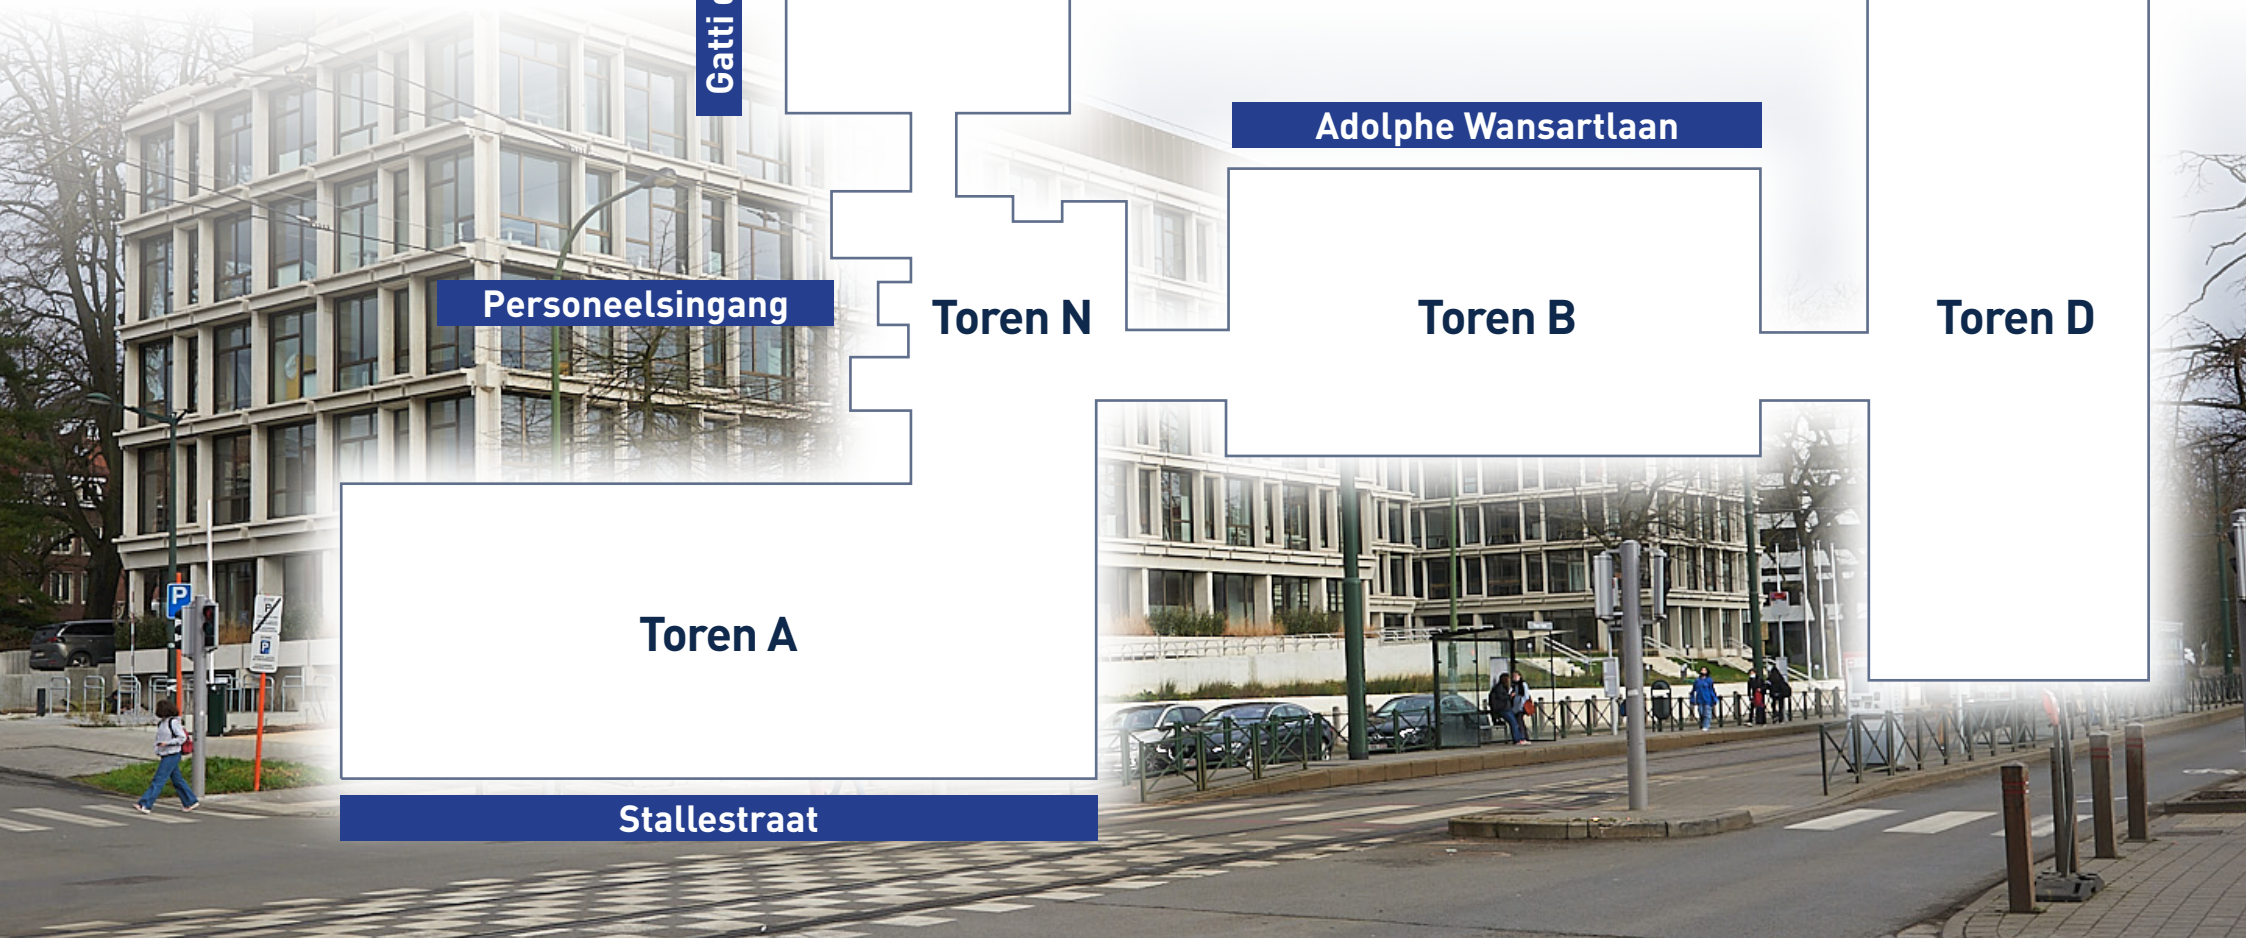 Gatti
Adolphe Wansartlaan
Personeelsingang
Toren N
Toren B
Toren D
Toren A
P
P
P
Stallestraat